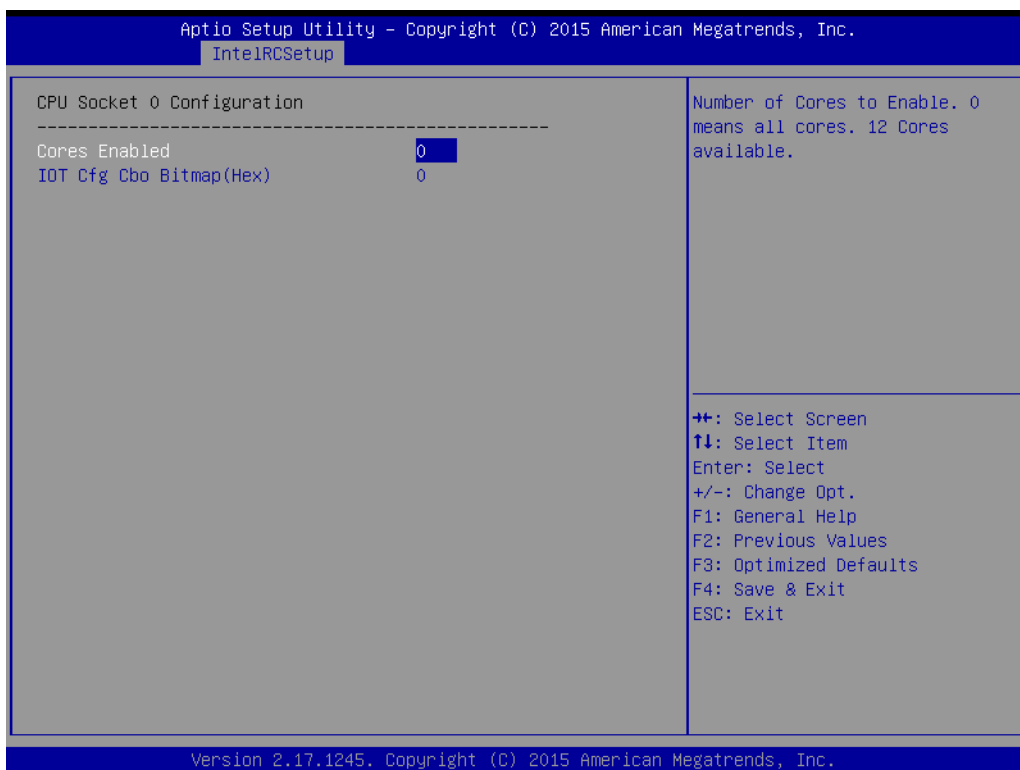 Aptio Setup Utility – Copyright (C) 2015 American Megatrends, Inc.
IntelRCSetup
CPU Socket 0 Configuration
--------------------------------------------------
Cores Enabled 0
IOT Cfg Cbo Bitmap(Hex) 0
Number of Cores to Enable. 0
means all cores. 12 Cores
available.
→←: Select Screen
↑↓: Select Item
Enter: Select
+/-: Change Opt.
F1: General Help
F2: Previous Values
F3: Optimized Defaults
F4: Save & Exit
ESC: Exit
Version 2.17.1245. Copyright (C) 2015 American Megatrends, Inc.